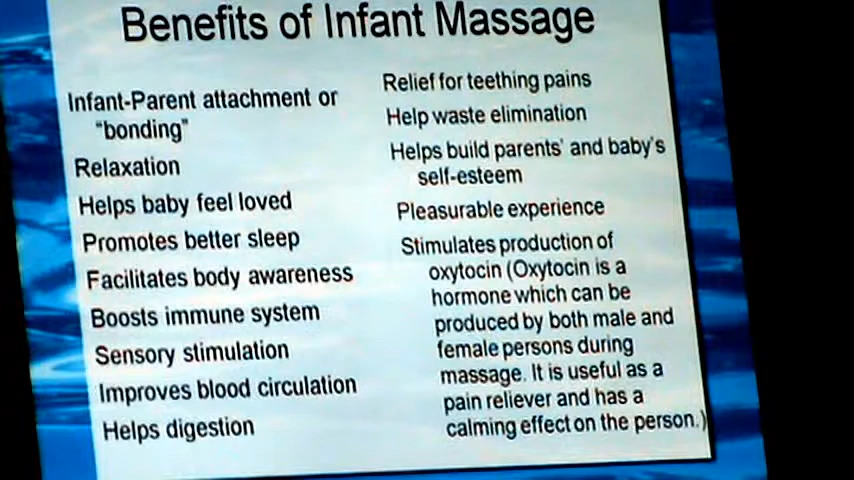 Benefits of Infant Massage
Infant-Parent attachment or
"bonding"
Relaxation
Helps baby feel loved
Promotes better sleep
Facilitates body awareness
Boosts immune system
Sensory stimulation
Improves blood circulation
Helps digestion
Relief for teething pains
Help waste elimination
Helps build parents' and baby's
self-esteem
Pleasurable experience
Stimulates production of
oxytocin (Oxytocin is a
hormone which can be
produced by both male and
female persons during
massage. It is useful as a
pain reliever and has a
calming effect on the person.)